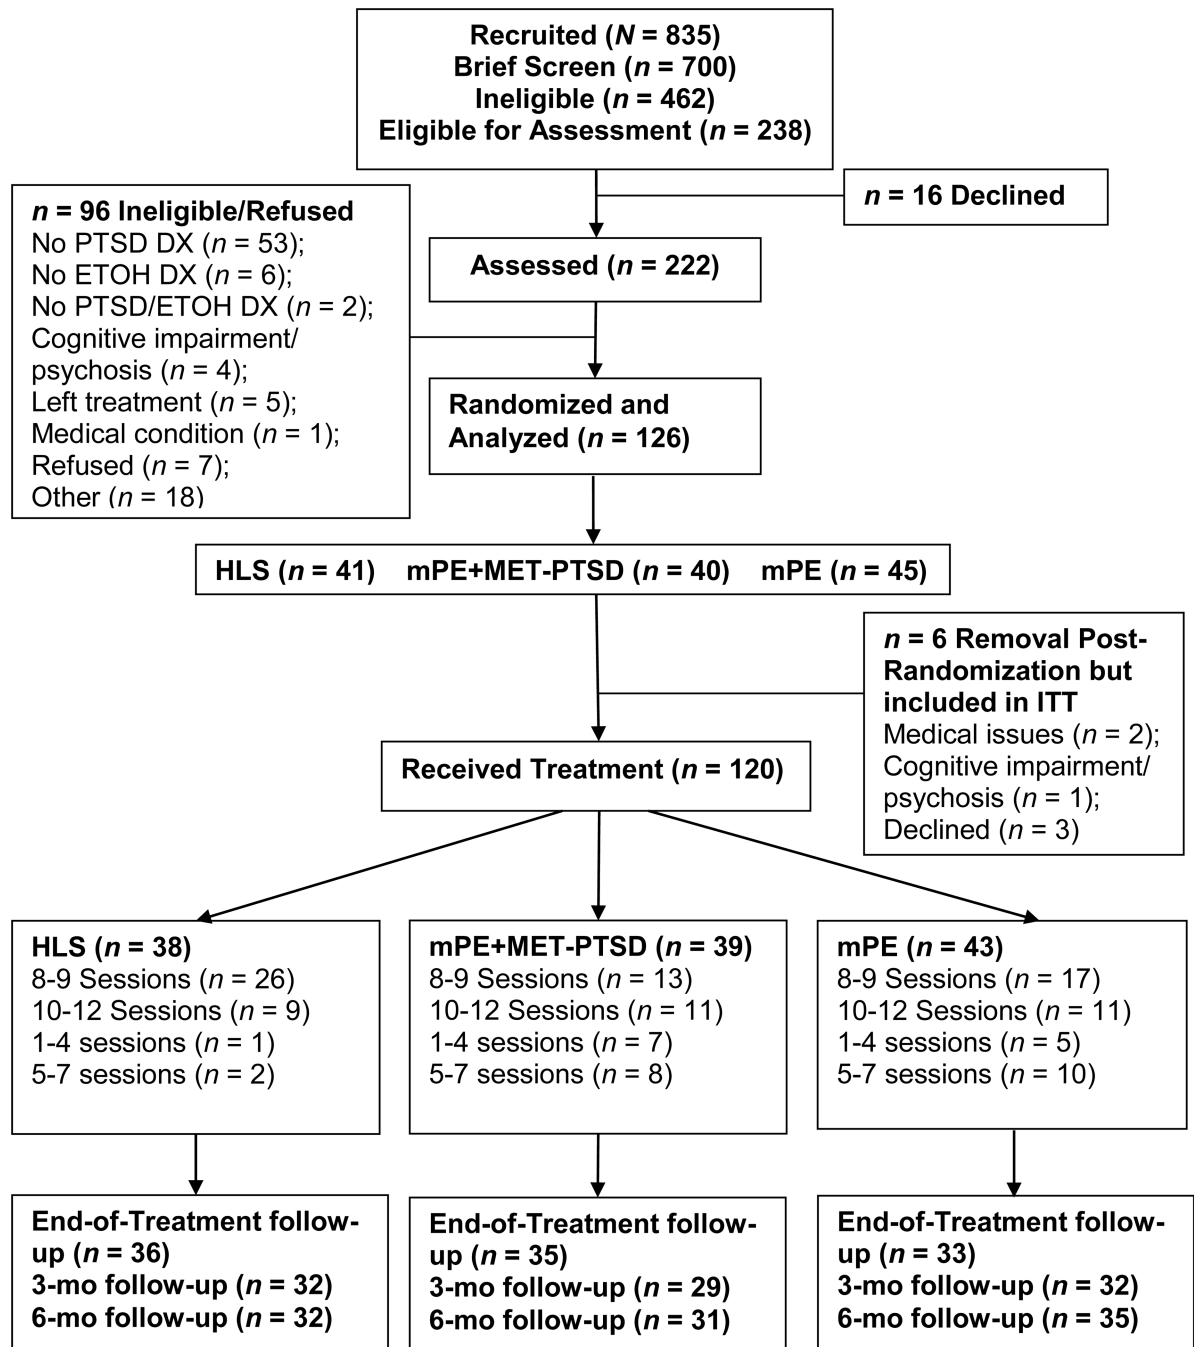 Recruited (N = 835)
Brief Screen (n = 700)
Ineligible (n = 462)
Eligible for Assessment (n = 238)
n = 16 Declined
n = 96 Ineligible/Refused
No PTSD DX (n = 53);
No ETOH DX (n = 6);
No PTSD/ETOH DX (n = 2);
Cognitive impairment/
psychosis (n = 4);
Left treatment (n = 5);
Medical condition (n = 1);
Refused (n = 7);
Other (n = 18)
Assessed (n = 222)
Randomized and
Analyzed (n = 126)
HLS (n = 41) mPE+MET-PTSD (n = 40) mPE (n = 45)
n = 6 Removal Post-
Randomization but
included in ITT
Medical issues (n = 2);
Cognitive impairment/
psychosis (n = 1);
Declined (n = 3)
Received Treatment (n = 120)
HLS (n = 38)
8-9 Sessions (n = 26)
10-12 Sessions (n = 9)
1-4 sessions (n = 1)
5-7 sessions (n = 2)
mPE+MET-PTSD (n = 39)
8-9 Sessions (n = 13)
10-12 Sessions (n = 11)
1-4 sessions (n = 7)
5-7 sessions (n = 8)
mPE (n = 43)
8-9 Sessions (n = 17)
10-12 Sessions (n = 11)
1-4 sessions (n = 5)
5-7 sessions (n = 10)
End-of-Treatment follow-
up (n = 36)
3-mo follow-up (n = 32)
6-mo follow-up (n = 32)
End-of-Treatment follow-
up (n = 35)
3-mo follow-up (n = 29)
6-mo follow-up (n = 31)
End-of-Treatment follow-
up (n = 33)
3-mo follow-up (n = 32)
6-mo follow-up (n = 35)